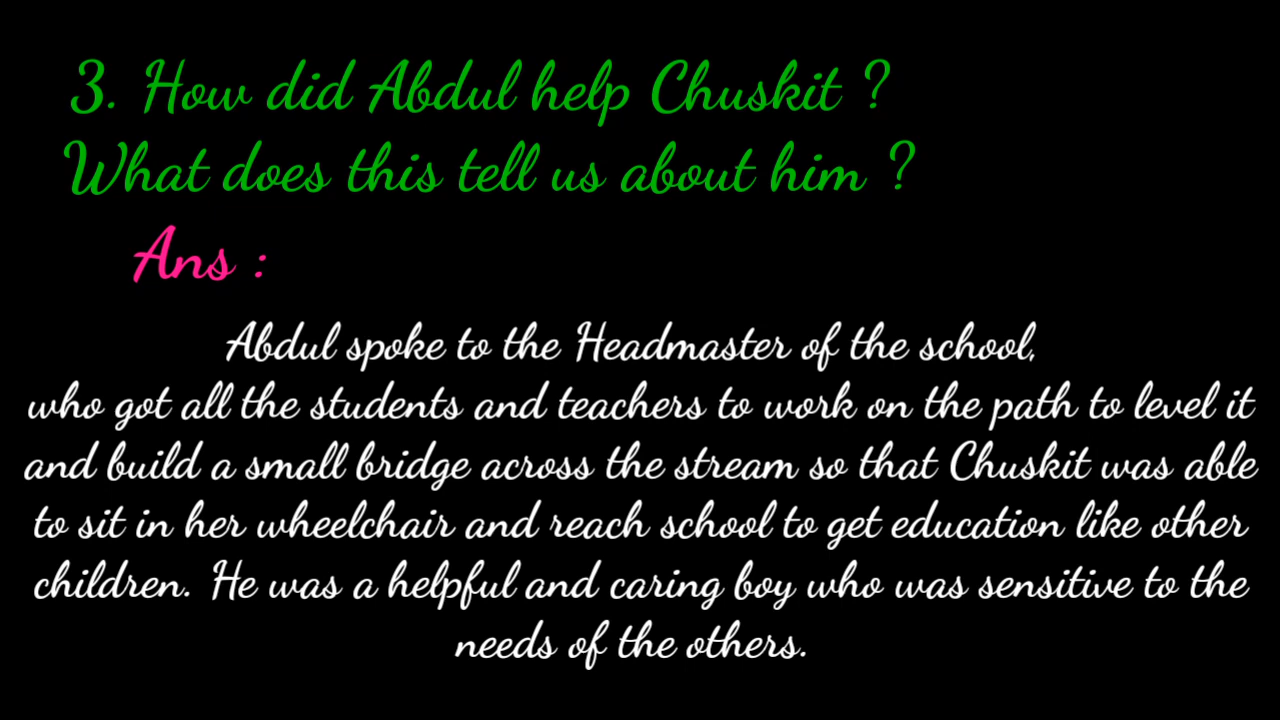 3. How did Abdul help Chuskit ?
What does this tell us about him ?
Ans :
Abdul spoke to the Headmaster of the school,
who got all the students and teachers to work on the path to level it
and build a small bridge across the stream so that Chuskit was able
to sit in her wheelchair and reach school to get education like other
children. He was a helpful and caring boy who was sensitive to the
needs of the others.